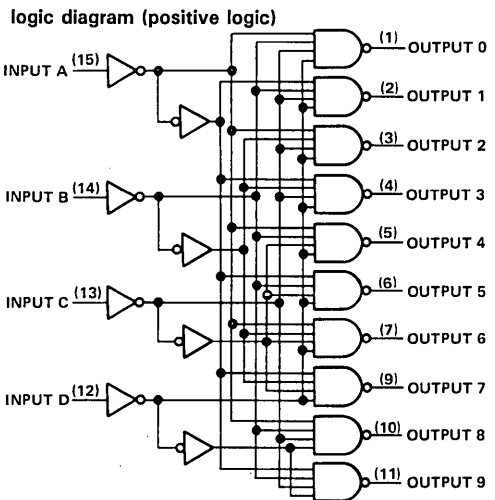 logic diagram (positive logic)
(1) OUTPUT 0
INPUT A (15)
(2) OUTPUT 1
(3) OUTPUT 2
INPUT B (14)
(4) OUTPUT 3
(5) OUTPUT 4
(6) OUTPUT 5
INPUT C (13)
(7) OUTPUT 6
(9) OUTPUT 7
INPUT D (12)
(10) OUTPUT 8
(11) OUTPUT 9